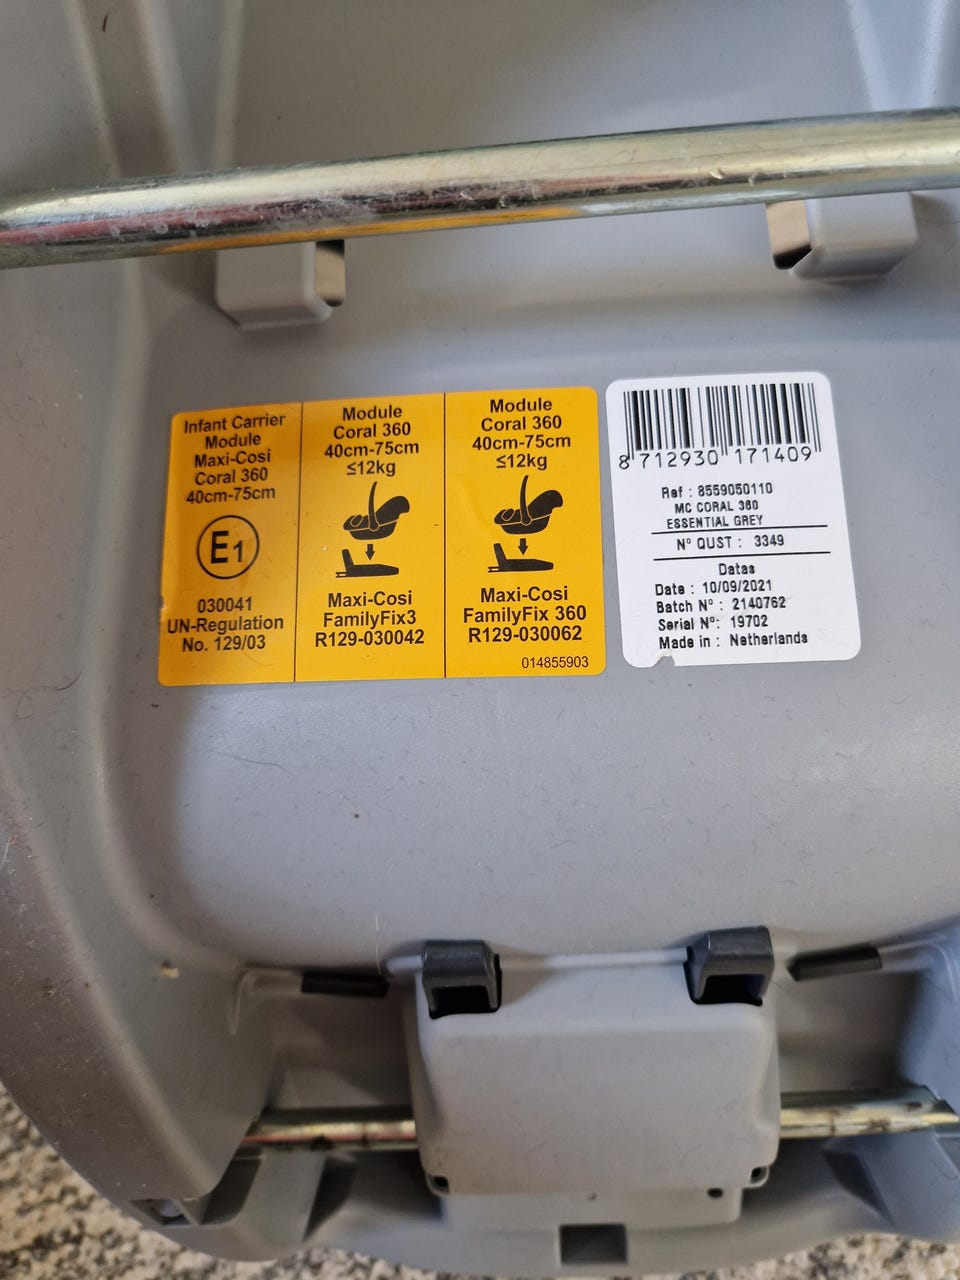 Infant Carrier
Module
Maxi-Cosi
Coral 360
40cm-75cm
E1
030041
UN-Regulation
No. 129/03
Module
Coral 360
40cm-75cm
≤12kg
Maxi-Cosi
FamilyFix3
R129-030042
Module
Coral 360
40cm-75cm
≤12kg
Maxi-Cosi
FamilyFix 360
R129-030062
014855903
8 712930 171409
Ref : 8559050110
MC CORAL 360
ESSENTIAL GREY
N° QUST : 3349
Datas
Date : 10/09/2021
Batch N° : 2140762
Serial N°: 19702
Made in : Netherlands